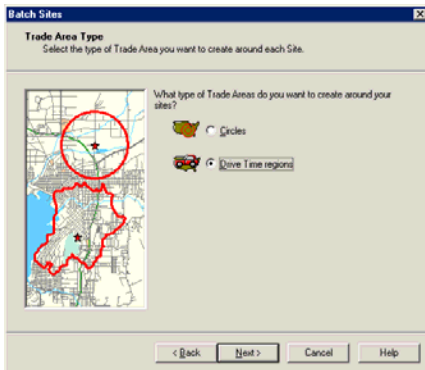 Batch Sites
Trade Area Type
Select the type of Trade Area you want to create around each Site.
What type of Trade Areas do you want to create around your
sites?
Circles
Drive Time regions
< Back
Next >
Cancel
Help